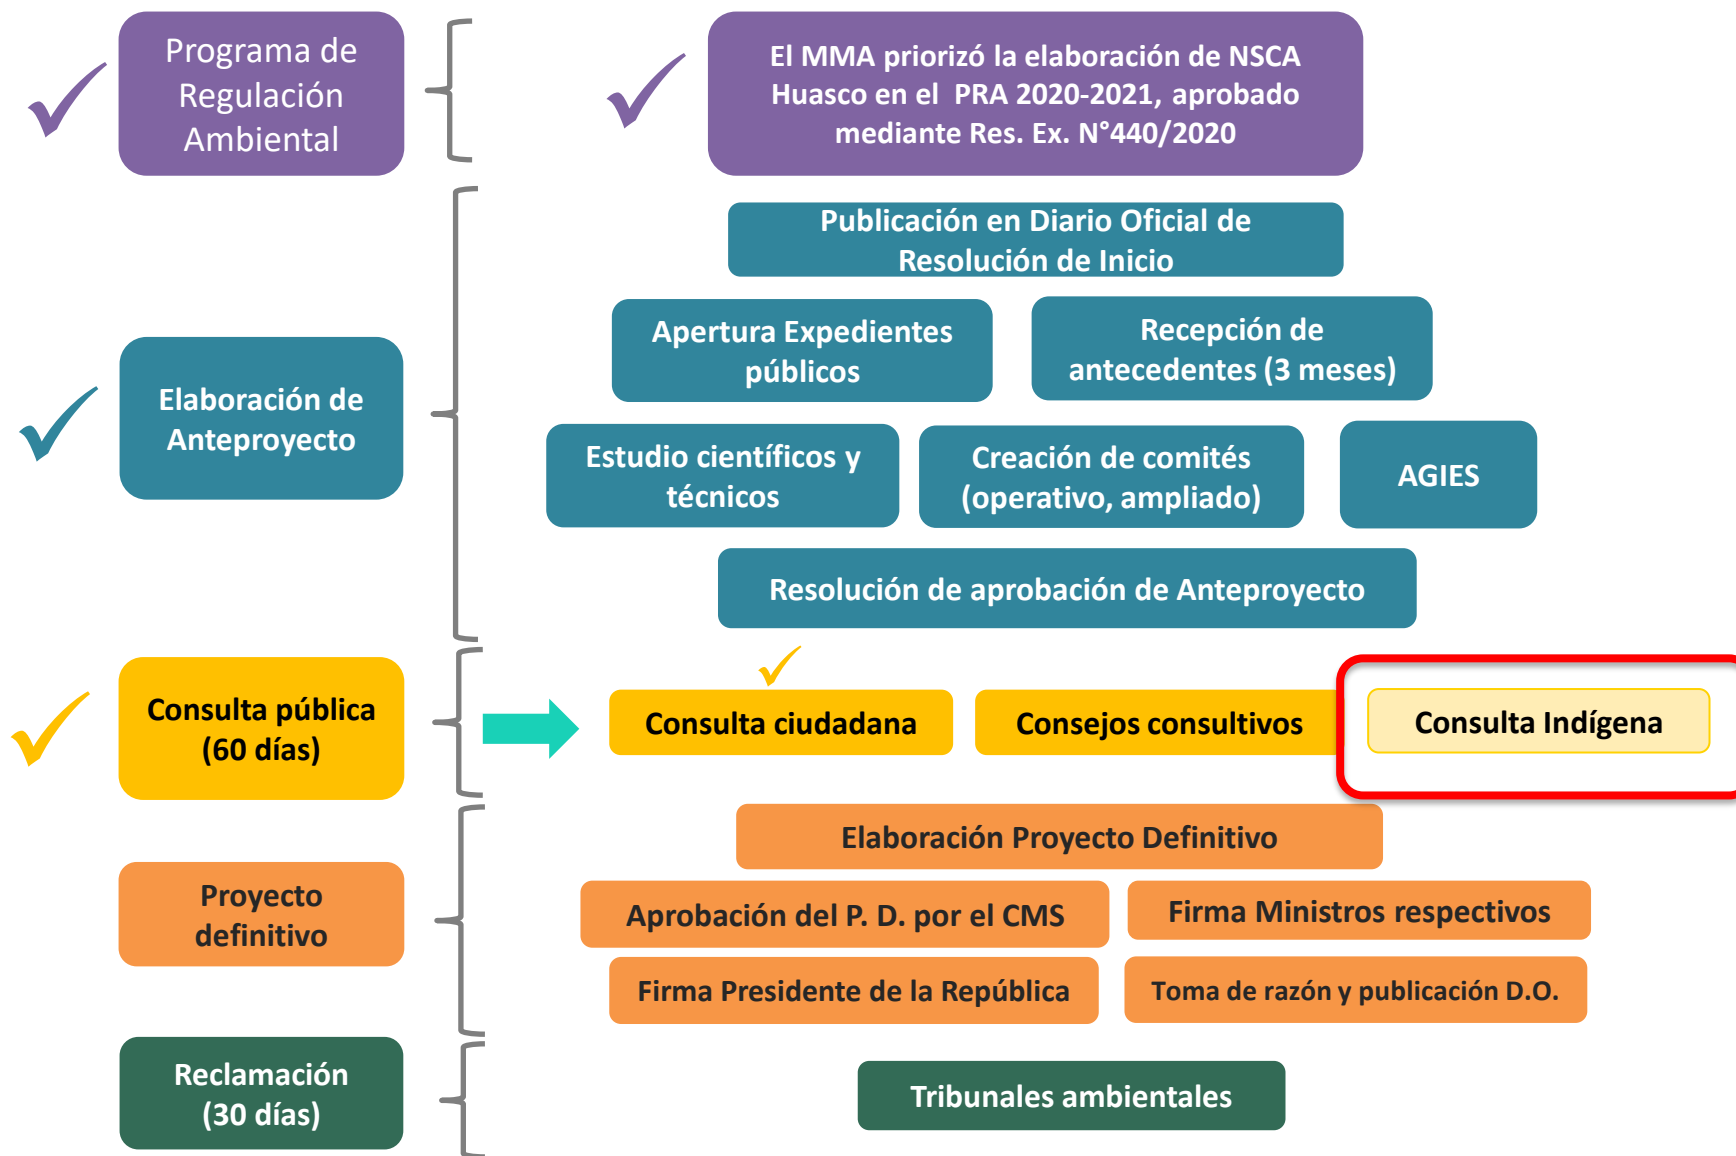 Programa de
Regulación
Ambiental
El MMA priorizó la elaboración de NSCA
Huasco en el PRA 2020-2021, aprobado
mediante Res. Ex. N°440/2020
Elaboración de
Anteproyecto
Publicación en Diario Oficial de
Resolución de Inicio
Apertura Expedientes
públicos
Recepción de
antecedentes (3 meses)
Estudio científicos y
técnicos
Creación de comités
(operativo, ampliado)
AGIES
Resolución de aprobación de Anteproyecto
Consulta pública
(60 días)
Consulta ciudadana
Consejos consultivos
Consulta Indígena
Proyecto
definitivo
Elaboración Proyecto Definitivo
Aprobación del P. D. por el CMS
Firma Ministros respectivos
Firma Presidente de la República
Toma de razón y publicación D.O.
Reclamación
(30 días)
Tribunales ambientales